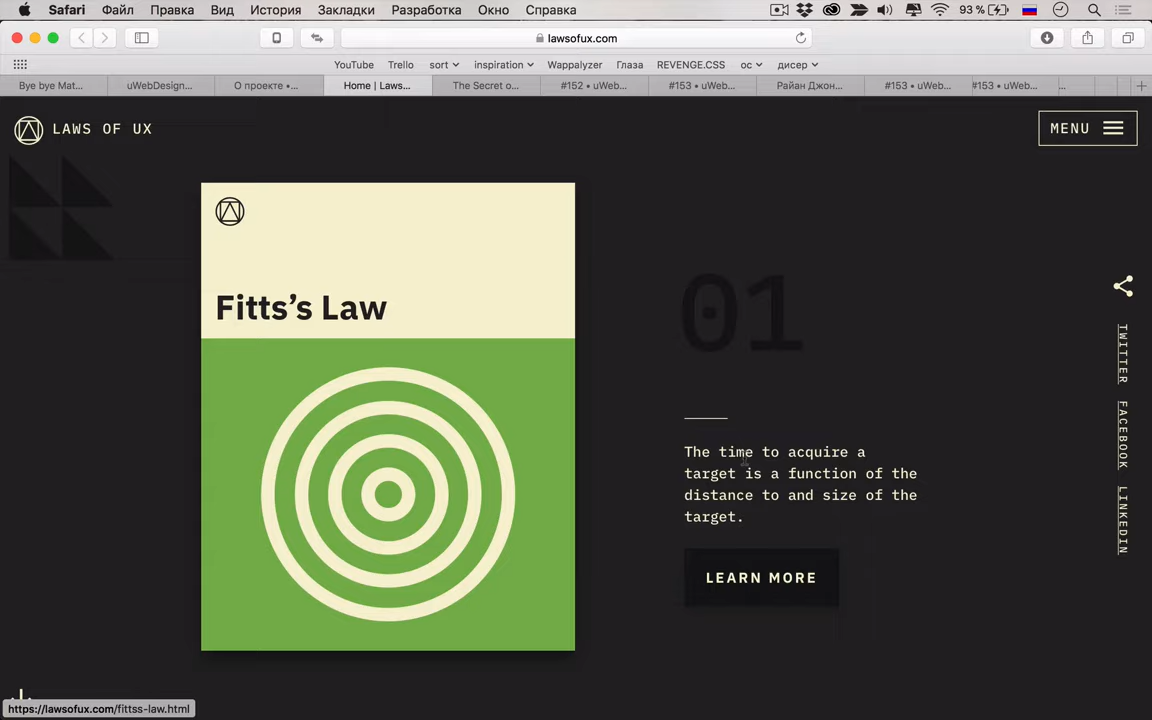 Safari Файл Правка Вид История Закладки Разработка Окно Справка 93 %
lawsofux.com
YouTube Trello sort inspiration Wappalyzer Глаза REVENGE.CSS ос дисер
Bye bye Mat... uWebDesign... О проекте •... Home | Laws... The Secret o... #152 • uWeb... #153 • uWeb... Райан Джон... #153 • uWeb... #153 • uWeb... ...
LAWS OF UX
MENU
Fitts’s Law
01
The time to acquire a
target is a function of the
distance to and size of the
target.
LEARN MORE
TWITTER
FACEBOOK
LINKEDIN
https://lawsofux.com/fittss-law.html